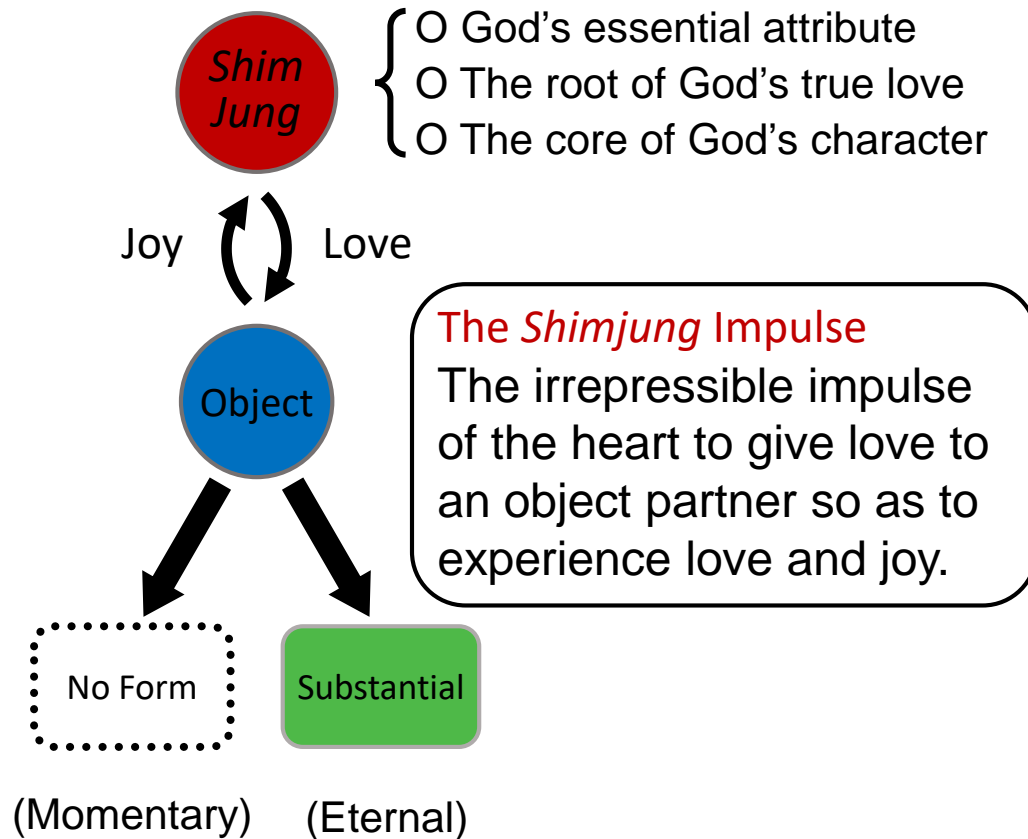 Shim
Jung
O God’s essential attribute
O The root of God’s true love
O The core of God’s character
Joy
Love
The Shimjung Impulse
The irrepressible impulse
of the heart to give love to
an object partner so as to
experience love and joy.
Object
No Form
Substantial
(Momentary)
(Eternal)